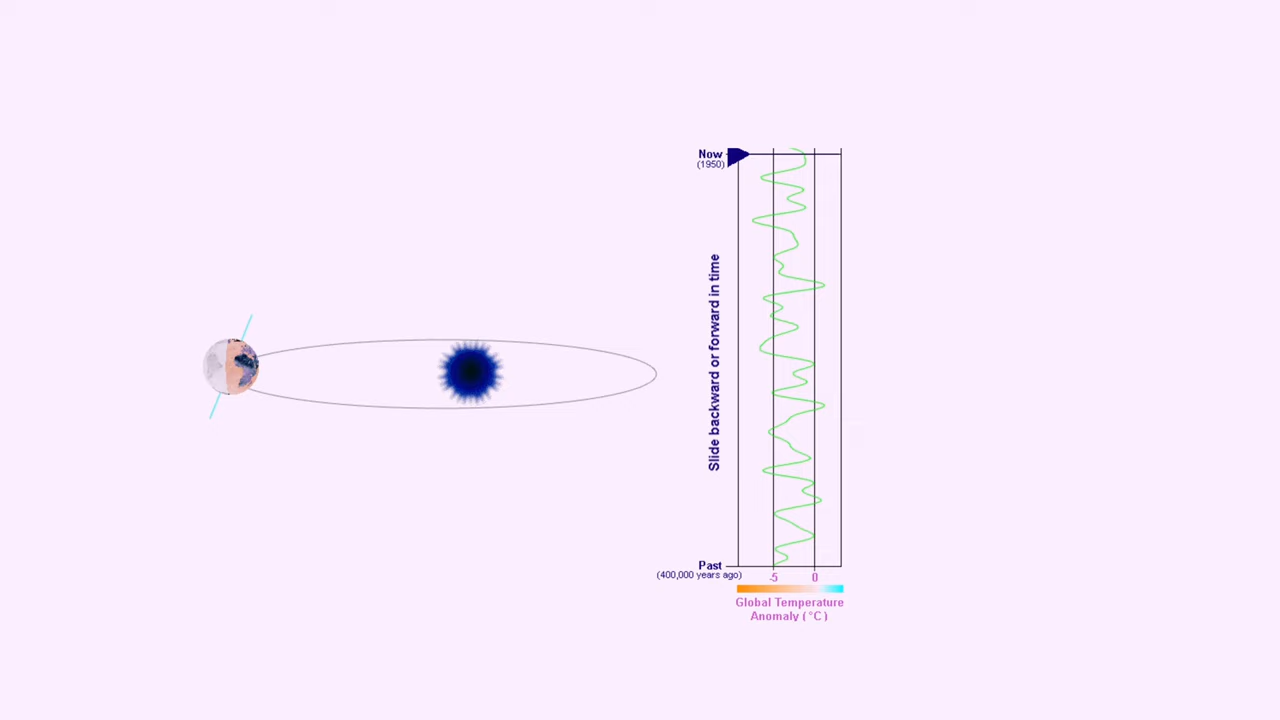 Now
(1950)
Slide backward or forward in time
Past
(400,000 years ago)
-5 0
Global Temperature
Anomaly (°C)